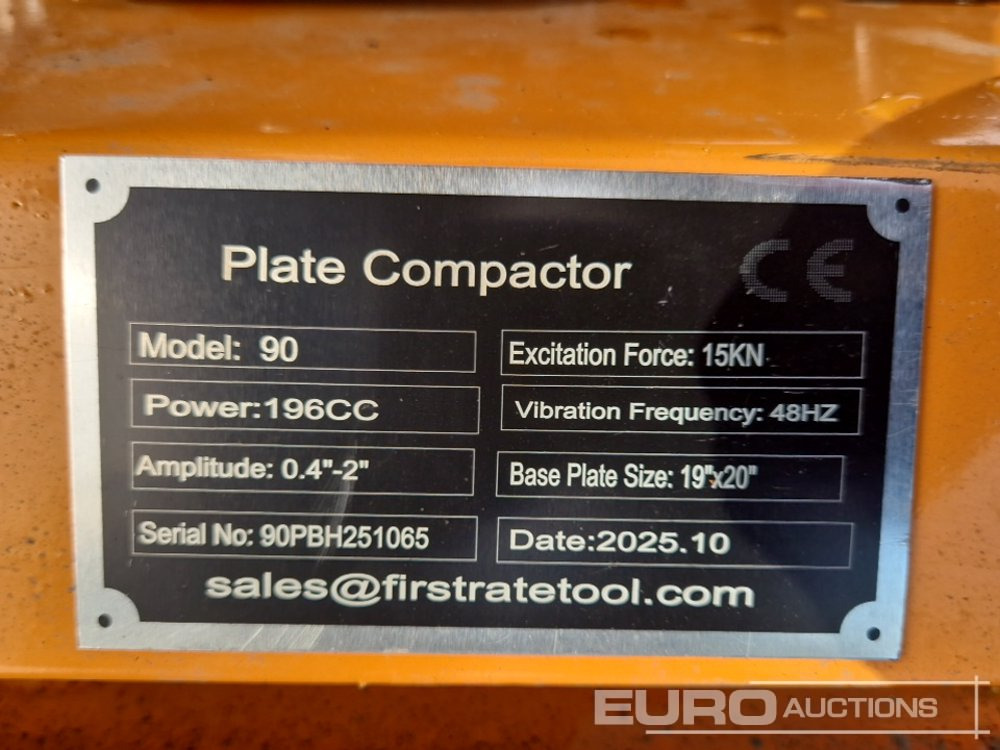 Plate Compactor CE
Model: 90
Excitation Force: 15KN
Power:196CC
Vibration Frequency: 48HZ
Amplitude: 0.4"-2"
Base Plate Size: 19"x20"
Serial No: 90PBH251065
Date:2025.10
sales@firstratetool.com
EURO AUCTIONS